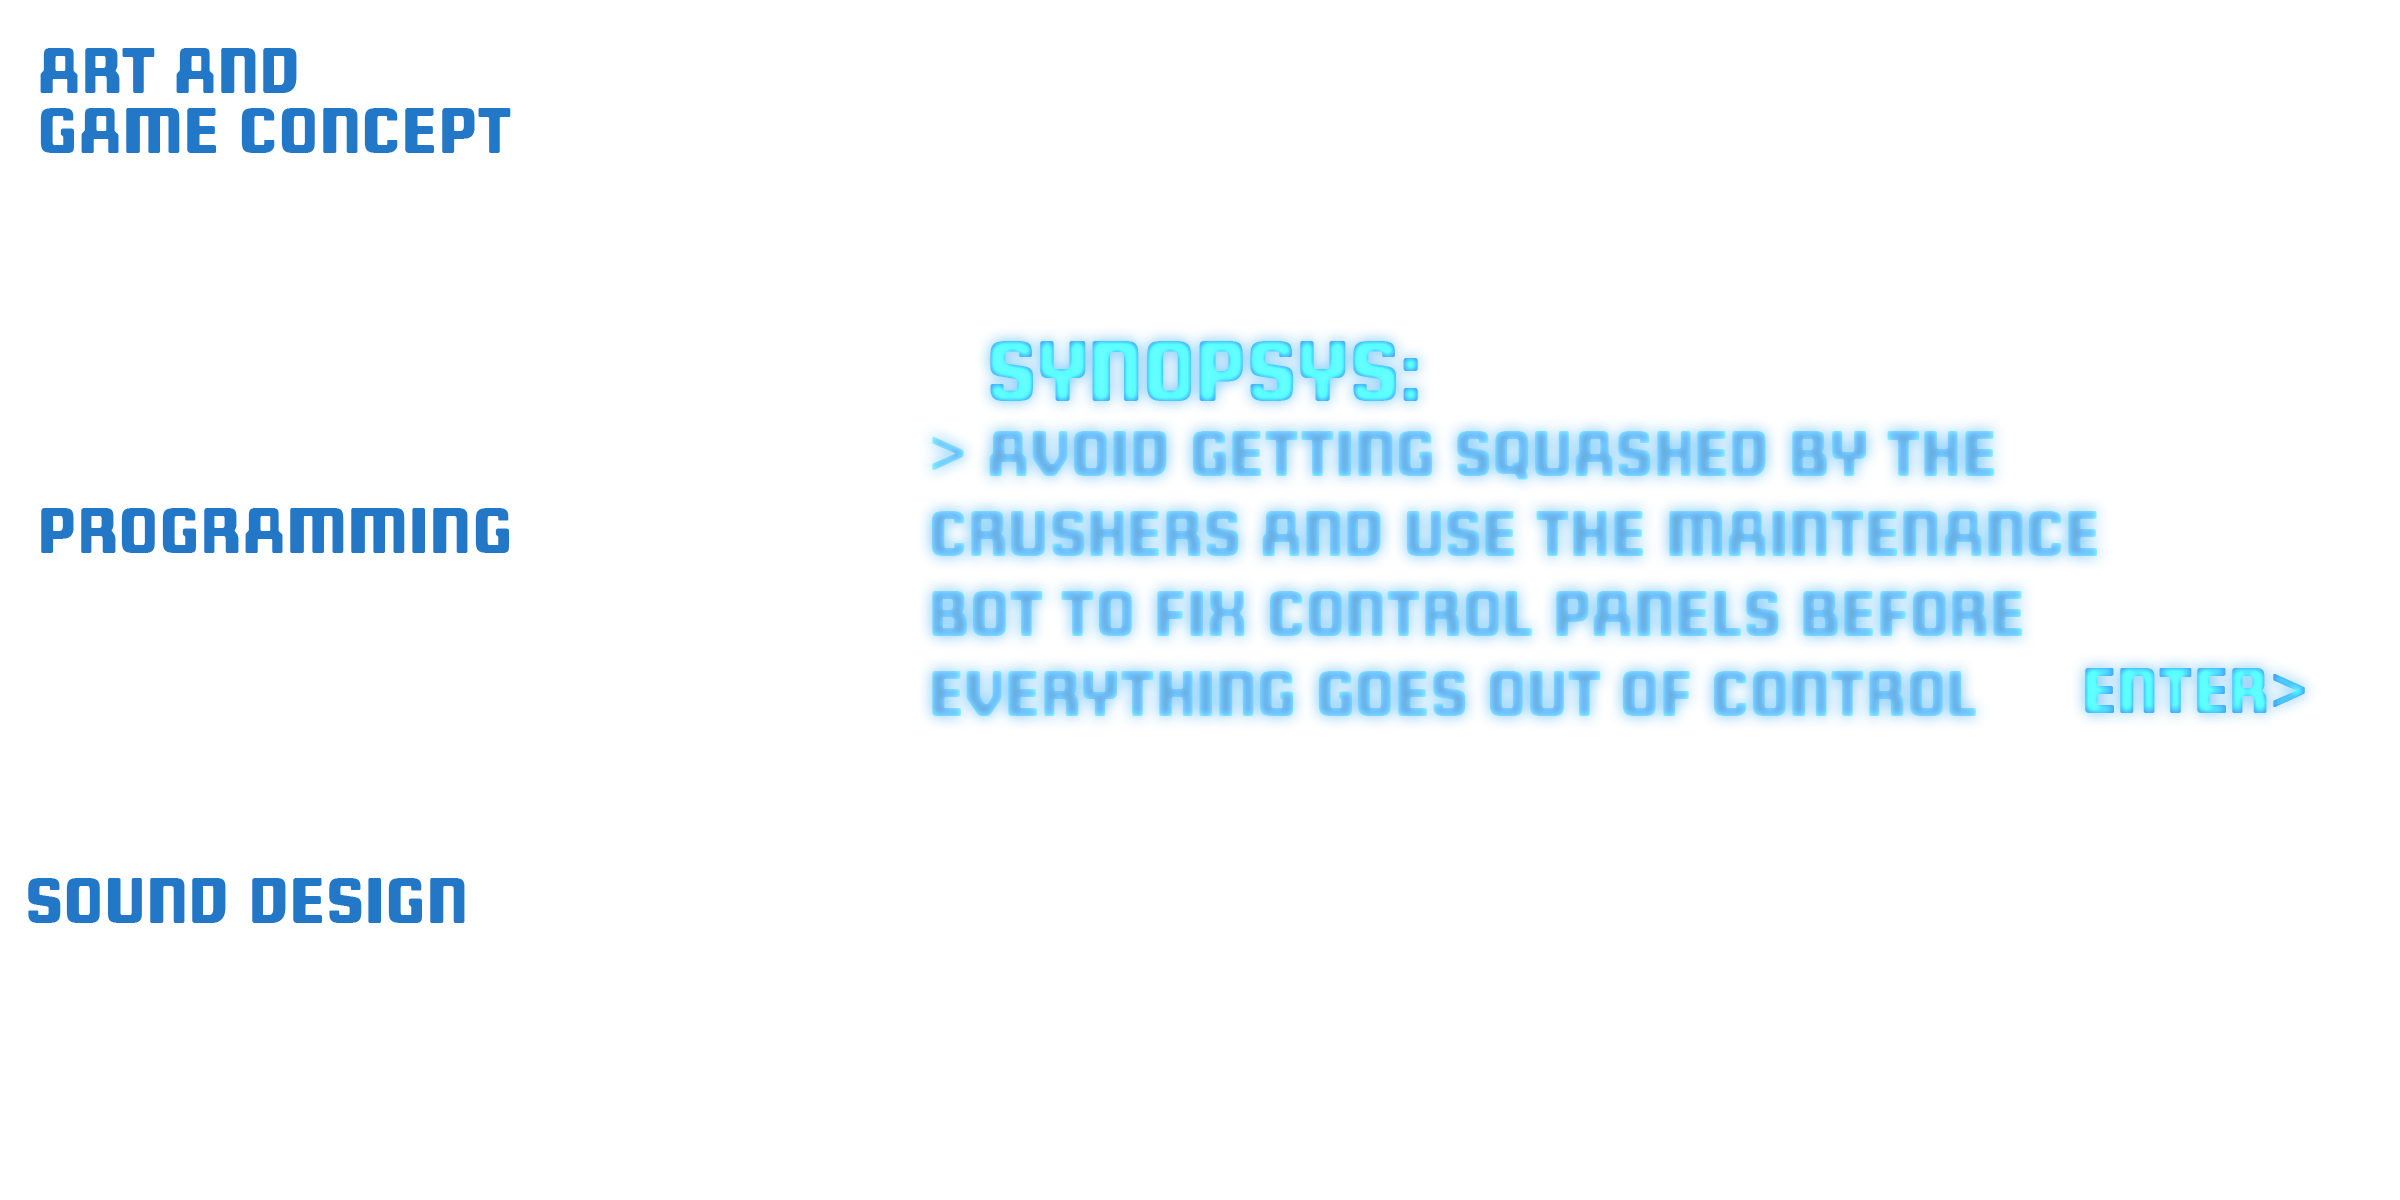 ART AND
GAME CONCEPT
PROGRAMMING
SOUND DESIGN
SYNOPSYS:
> AVOID GETTING SQUASHED BY THE
CRUSHERS AND USE THE MAINTENANCE
BOT TO FIX CONTROL PANELS BEFORE
EVERYTHING GOES OUT OF CONTROL
ENTER>